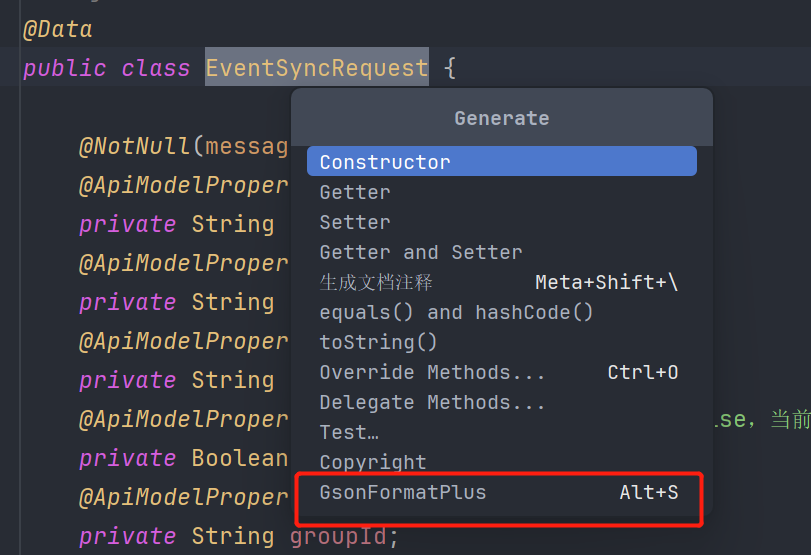 @Data
public class EventSyncRequest {
Generate
@NotNull(messag
Constructor
@ApiModelProper
Getter
private String
Setter
@ApiModelProper
Getter and Setter
生成文档注释 Meta+Shift+\
private String
equals() and hashCode()
@ApiModelProper
toString()
private String
Override Methods... Ctrl+O
Delegate Methods...
@ApiModelProper
lse，当前
Test…
private Boolean
Copyright
@ApiModelProper
GsonFormatPlus Alt+S
private String groupId;